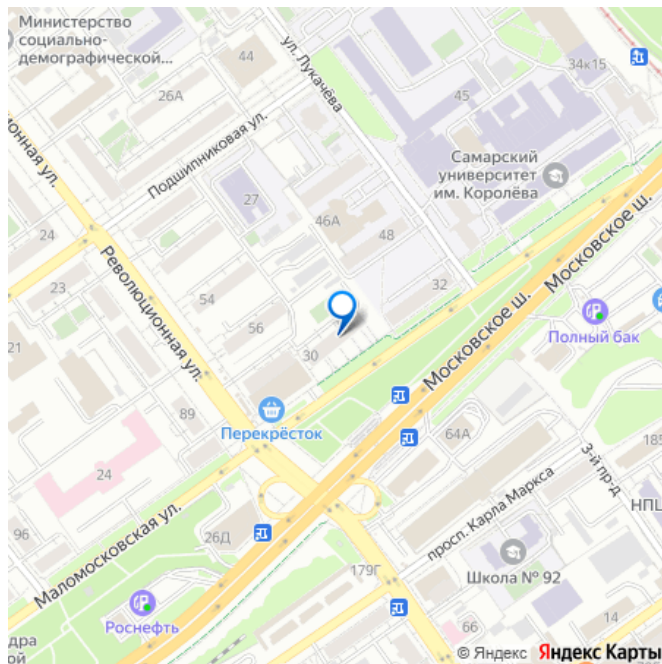 Министерство
социально-
демографической...
44
ул. Лукачёва
34к15
26А
45
Подшипниковая ул.
Самарский
университет
им. Королёва
27
46А
48
24
Революционная ул.
Московское ш.
23
54
32
56
Московское ш.
Полный бак
21
30
89
Перекрёсток
64А
24
3-й пр-д
185
просп. Карла Маркса
НПЦ
96
Маломосковская ул.
26Д
Школа № 92
179Г
Роснефть
66
14
© Яндекс Яндекс Карты